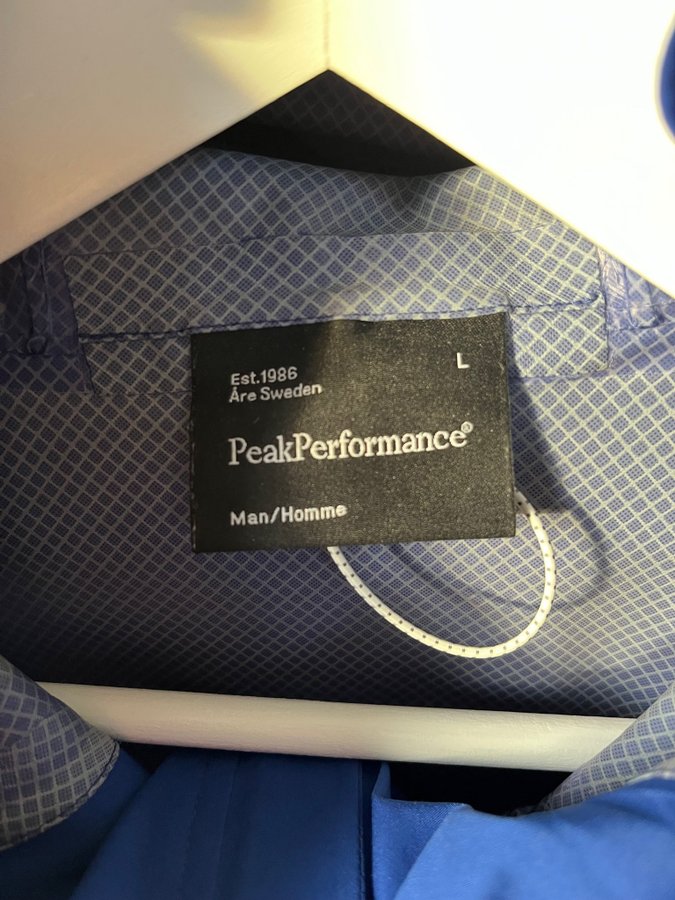 Est.1986
Åre Sweden
L
PeakPerformance®
Man/Homme